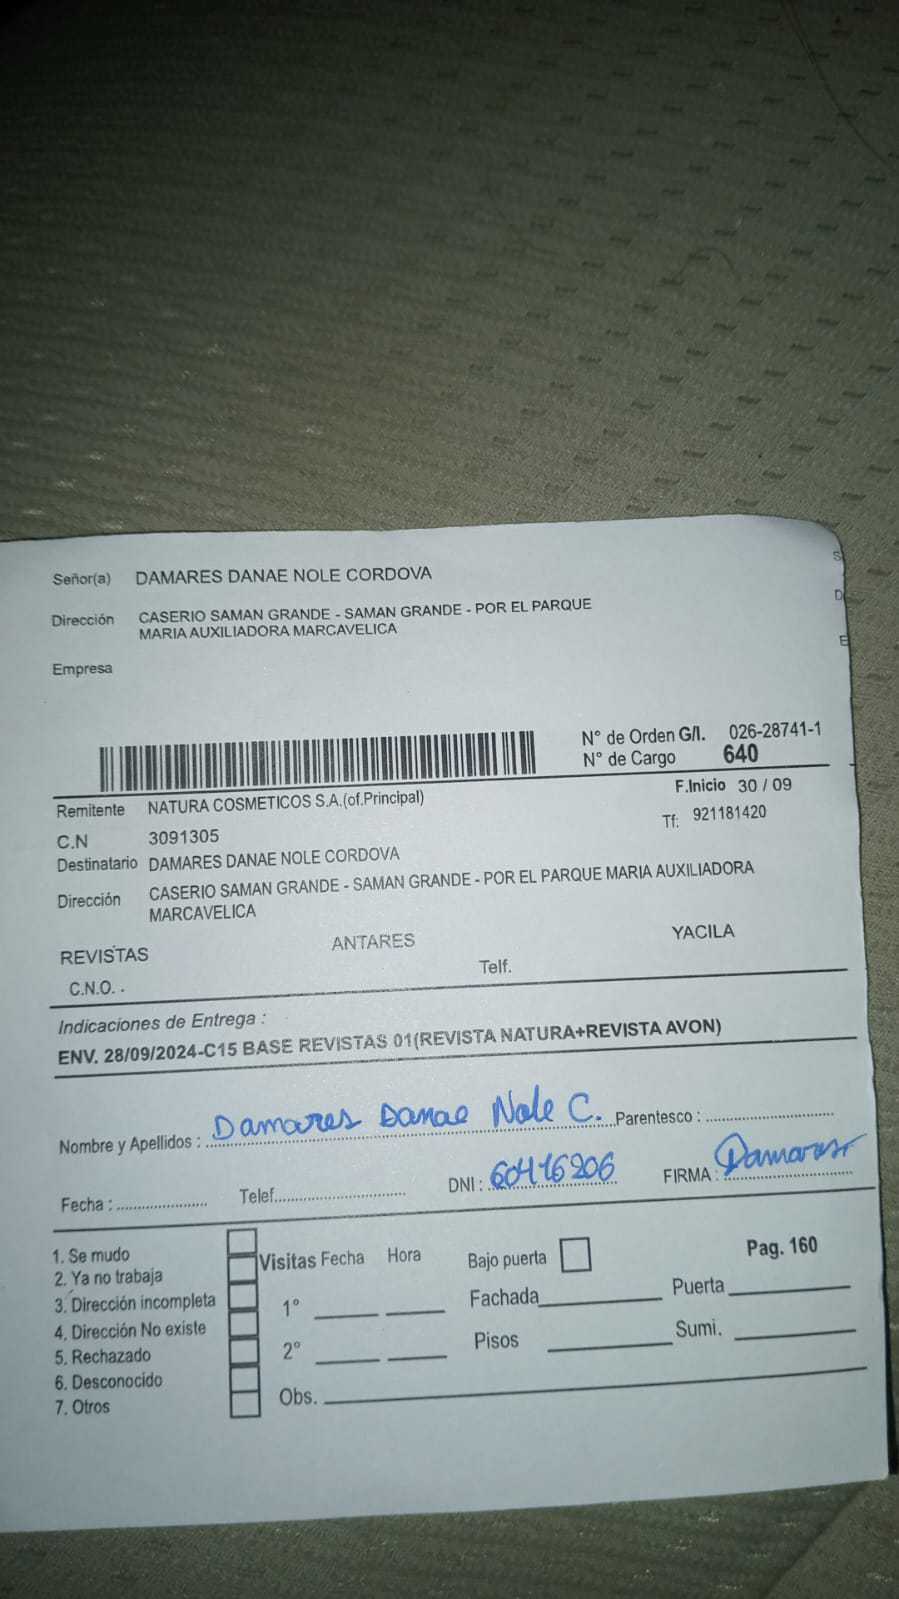 Señor(a) DAMARES DANAE NOLE CORDOVA
Dirección CASERIO SAMAN GRANDE - SAMAN GRANDE - POR EL PARQUE
MARIA AUXILIADORA MARCAVELICA
Empresa
S
D
E
N° de Orden G/I. 026-28741-1
N° de Cargo 640
Remitente NATURA COSMETICOS S.A.(of.Principal)
F.Inicio 30 / 09
C.N 3091305
Tf: 921181420
Destinatario DAMARES DANAE NOLE CORDOVA
Dirección CASERIO SAMAN GRANDE - SAMAN GRANDE - POR EL PARQUE MARIA AUXILIADORA
MARCAVELICA
REVISTAS ANTARES YACILA
C.N.O. . Telf.
Indicaciones de Entrega :
ENV. 28/09/2024-C15 BASE REVISTAS 01(REVISTA NATURA+REVISTA AVON)
Nombre y Apellidos : Damares Danae Nole C. Parentesco :
Fecha : Telef. DNI : 60416206 FIRMA : Damares
1. Se mudo
2. Ya no trabaja
3. Dirección incompleta
4. Dirección No existe
5. Rechazado
6. Desconocido
7. Otros
Visitas Fecha Hora Bajo puerta Pag. 160
1° Fachada Puerta
2° Pisos Sumi.
Obs.